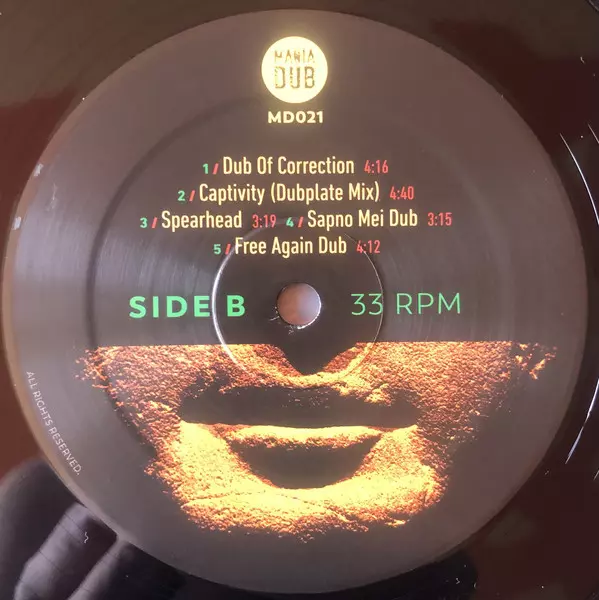 MANIA
DUB
MD021
1 / Dub Of Correction 4:16
2 / Captivity (Dubplate Mix) 4:40
3 / Spearhead 3:19 4 / Sapno Mei Dub 3:15
5 / Free Again Dub 4:12
SIDE B 33 RPM
ALL RIGHTS RESERVED.